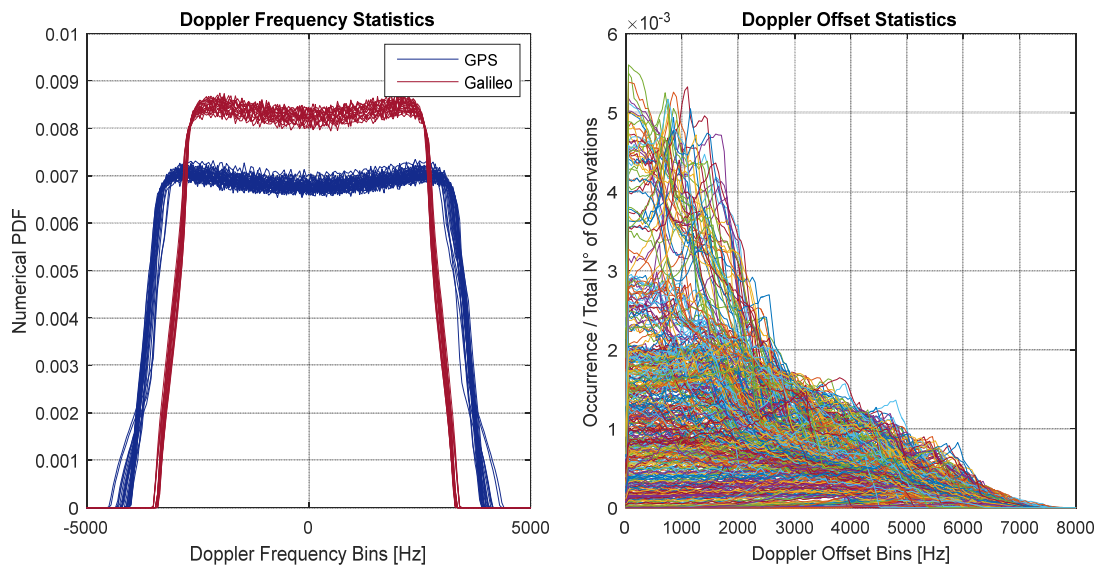 Doppler Frequency Statistics
0.01
0.009
0.008
0.007
0.006
0.005
0.004
0.003
0.002
0.001
0
Numerical PDF
GPS
Galileo
-5000 0 5000
Doppler Frequency Bins [Hz]
Doppler Offset Statistics
×10-3
6
5
4
3
2
1
0
Occurrence / Total N° of Observations
0 1000 2000 3000 4000 5000 6000 7000 8000
Doppler Offset Bins [Hz]